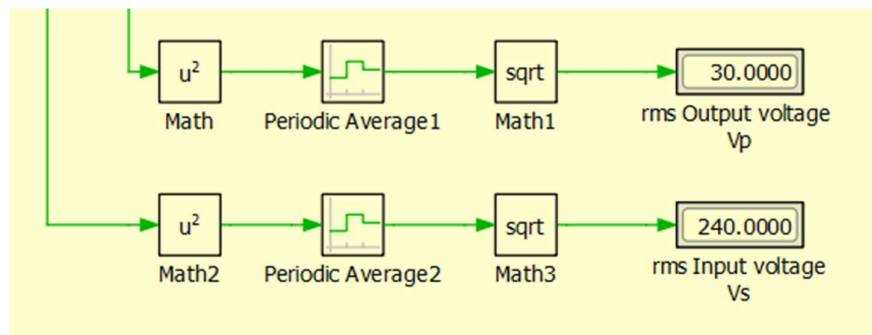 u² sqrt 30.0000
Math Periodic Average1 Math1 rms Output voltage
Vp
u² sqrt 240.0000
Math2 Periodic Average2 Math3 rms Input voltage
Vs